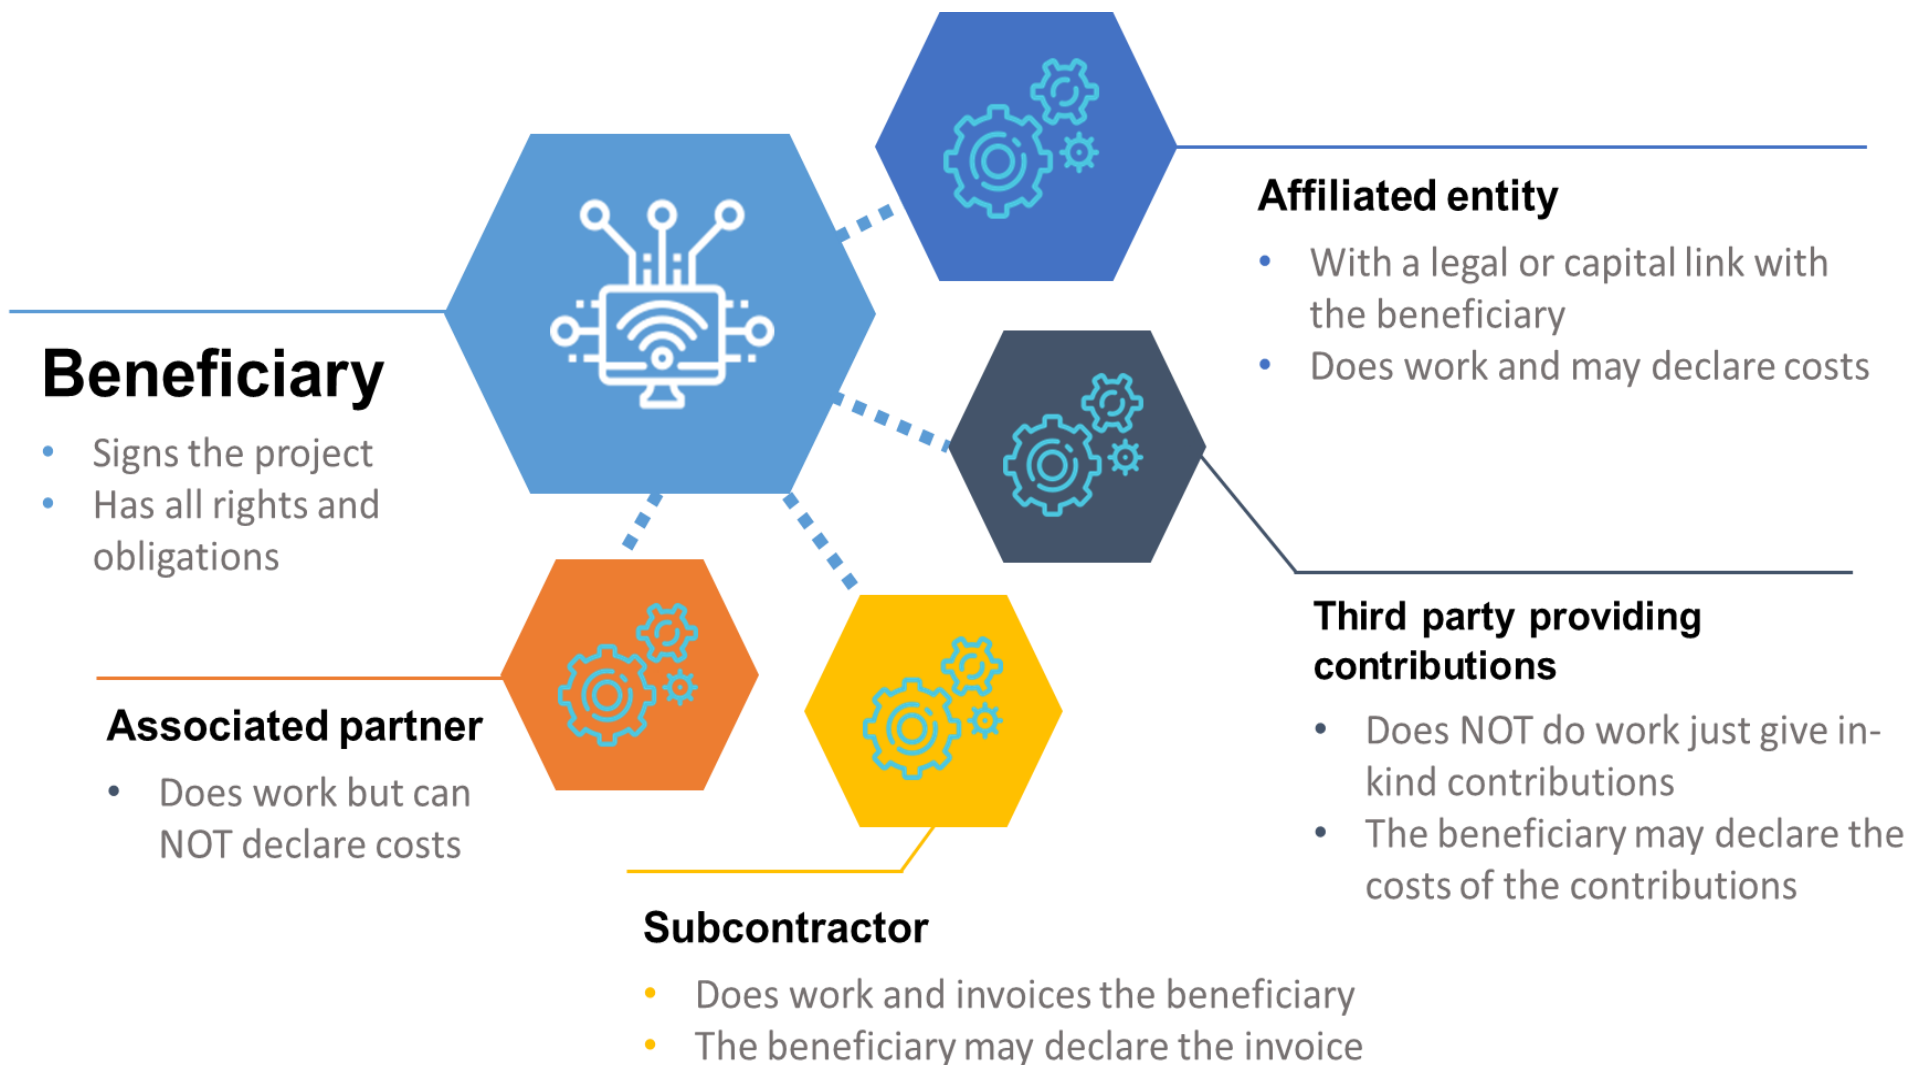 Beneficiary
• Signs the project
• Has all rights and
obligations
Affiliated entity
• With a legal or capital link with
the beneficiary
• Does work and may declare costs
Third party providing
contributions
• Does NOT do work just give in-
kind contributions
• The beneficiary may declare the
costs of the contributions
Associated partner
• Does work but can
NOT declare costs
Subcontractor
• Does work and invoices the beneficiary
• The beneficiary may declare the invoice